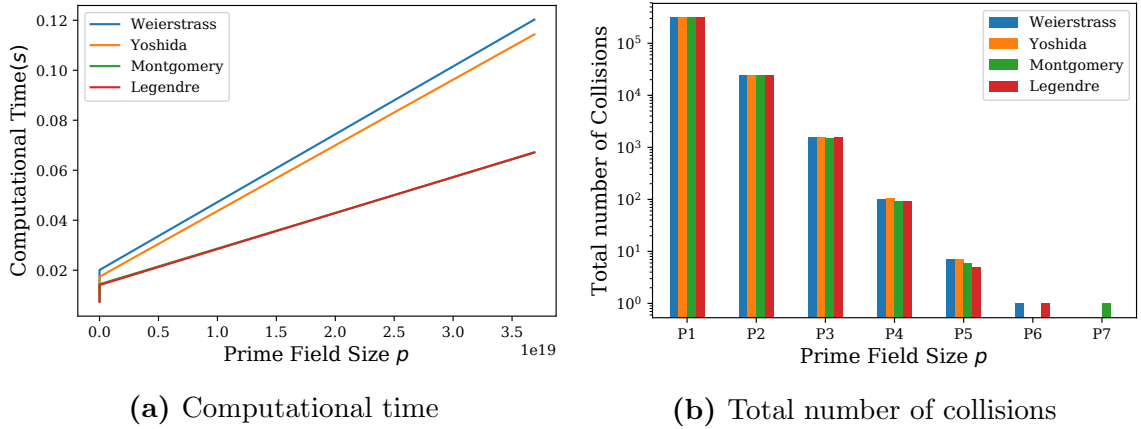 Computational Time(s)
0.12
0.10
0.08
0.06
0.04
0.02
Weierstrass
Yoshida
Montgomery
Legendre
0.0 0.5 1.0 1.5 2.0 2.5 3.0 3.5
1e19
Prime Field Size p
(a) Computational time
Total number of Collisions
10^5
10^4
10^3
10^2
10^1
10^0
Weierstrass
Yoshida
Montgomery
Legendre
P1 P2 P3 P4 P5 P6 P7
Prime Field Size p
(b) Total number of collisions